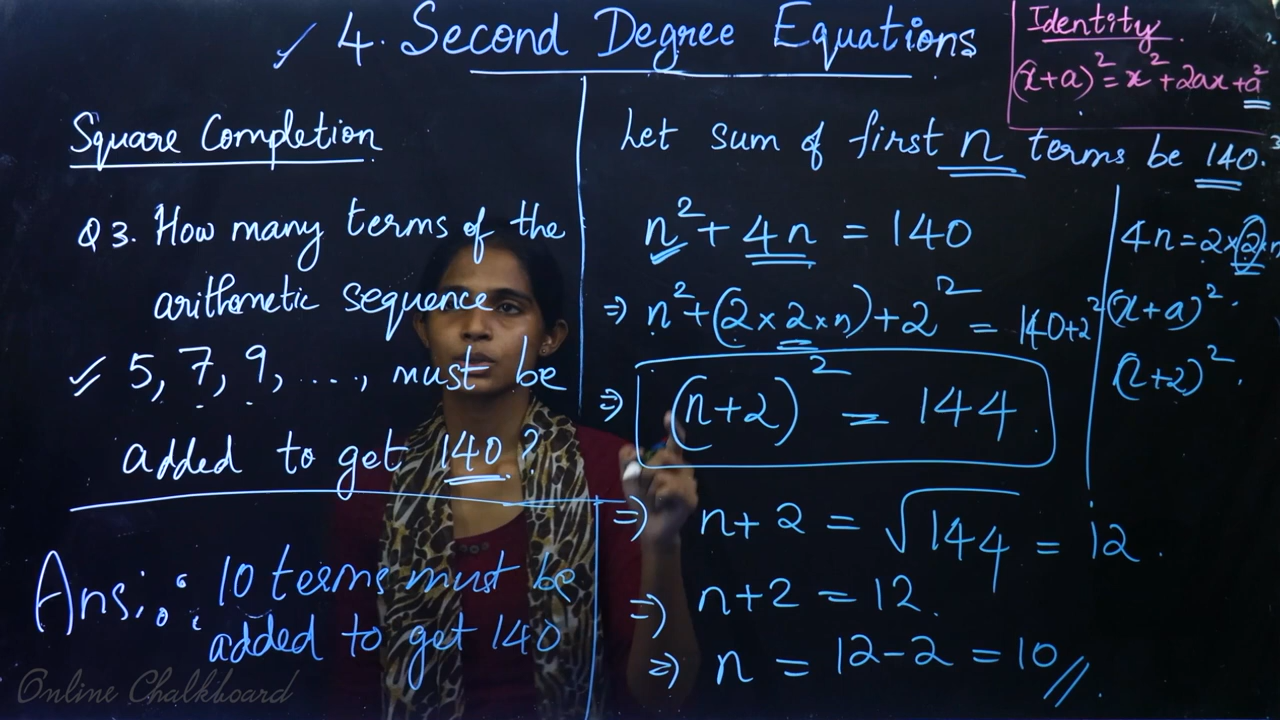 ✓ 4. Second Degree Equations
Identity
(x+a)² = x² + 2ax + a²
Square Completion
Q 3. How many terms of the
arithmetic sequence
5, 7, 9, ...., must be
added to get 140?
Ans: ∴ 10 terms must be
added to get 140
Let sum of first n terms be 140.
n² + 4n = 140
⇒ n² + (2 × 2 × n) + 2² = 140 + 2²
⇒ (n+2)² = 144
⇒ n + 2 = √144 = 12.
⇒ n + 2 = 12.
⇒ n = 12 − 2 = 10 //.
4n = 2 × 2 × n
(x+a)².
(n+2)².
Online Chalkboard